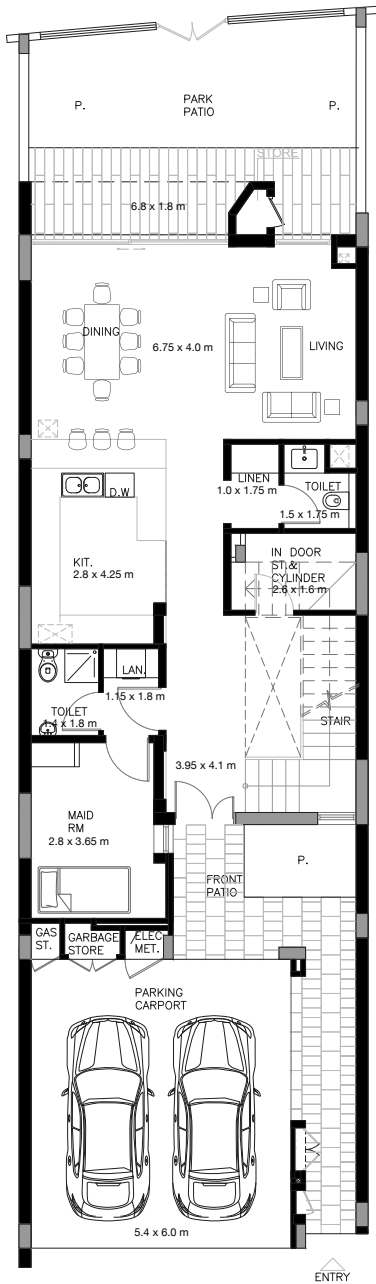 P.
PARK
PATIO
P.
STORE
6.8 x 1.8 m
DINING
6.75 x 4.0 m
LIVING
LINEN
1.0 x 1.75 m
TOILET
1.5 x 1.75 m
D.W
KIT.
2.8 x 4.25 m
IN DOOR
ST.&
CYLINDER
2.6 x 1.6 m
LAN.
1.15 x 1.8 m
TOILET
1.4 x 1.8 m
STAIR
3.95 x 4.1 m
MAID
RM
2.8 x 3.65 m
P.
FRONT
PATIO
GAS
ST.
GARBAGE
STORE
ELEC
MET.
PARKING
CARPORT
5.4 x 6.0 m
ENTRY